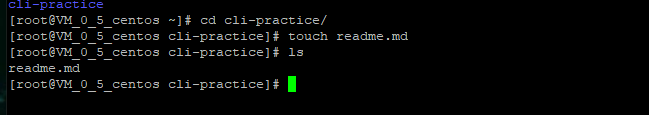 cli-practice
[root@VM_0_5_centos ~]# cd cli-practice/
[root@VM_0_5_centos cli-practice]# touch readme.md
[root@VM_0_5_centos cli-practice]# ls
readme.md
[root@VM_0_5_centos cli-practice]#